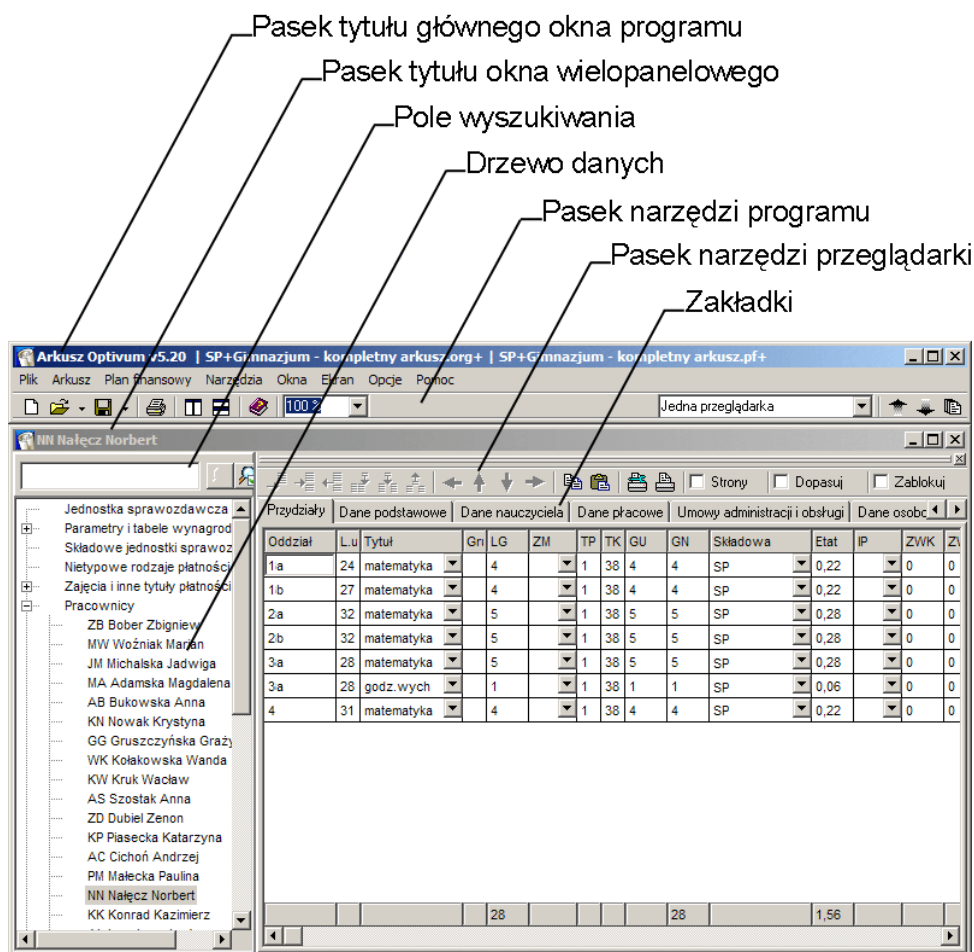 Pasek tytułu głównego okna programu
Pasek tytułu okna wielopanelowego
Pole wyszukiwania
Drzewo danych
Pasek narzędzi programu
Pasek narzędzi przeglądarki
Zakładki
Arkusz Optivum v5.20 | SP+Gimnazjum - kompletny arkusz.org+ | SP+Gimnazjum - kompletny arkusz.pf+
Plik Arkusz Plan finansowy Narzędzia Okna Ekran Opcje Pomoc
100 % Jedna przeglądarka
NN Nałęcz Norbert
Strony Dopasuj Zablokuj
Przydziały Dane podstawowe Dane nauczyciela Dane płacowe Umowy administracji i obsługi Dane osobc
Jednostka sprawozdawcza
Parametry i tabele wynagrod
Składowe jednostki sprawoz
Nietypowe rodzaje płatności
Zajęcia i inne tytuły płatności
Pracownicy
ZB Bober Zbigniew
MW Woźniak Marian
JM Michalska Jadwiga
MA Adamska Magdalena
AB Bukowska Anna
KN Nowak Krystyna
GG Gruszczyńska Graży
WK Kołakowska Wanda
KW Kruk Wacław
AS Szostak Anna
ZD Dubiel Zenon
KP Piasecka Katarzyna
AC Cichoń Andrzej
PM Małecka Paulina
NN Nałęcz Norbert
KK Konrad Kazimierz
Oddział L.u Tytuł Gru LG ZM TP TK GU GN Składowa Etat IP ZWK ZW
1a 24 matematyka 4 1 38 4 4 SP 0,22 0 0
1b 27 matematyka 4 1 38 4 4 SP 0,22 0 0
2a 32 matematyka 5 1 38 5 5 SP 0,28 0 0
2b 32 matematyka 5 1 38 5 5 SP 0,28 0 0
3a 28 matematyka 5 1 38 5 5 SP 0,28 0 0
3a 28 godz.wych 1 1 38 1 1 SP 0,06 0 0
4 31 matematyka 4 1 38 4 4 SP 0,22 0 0
28 28 1,56